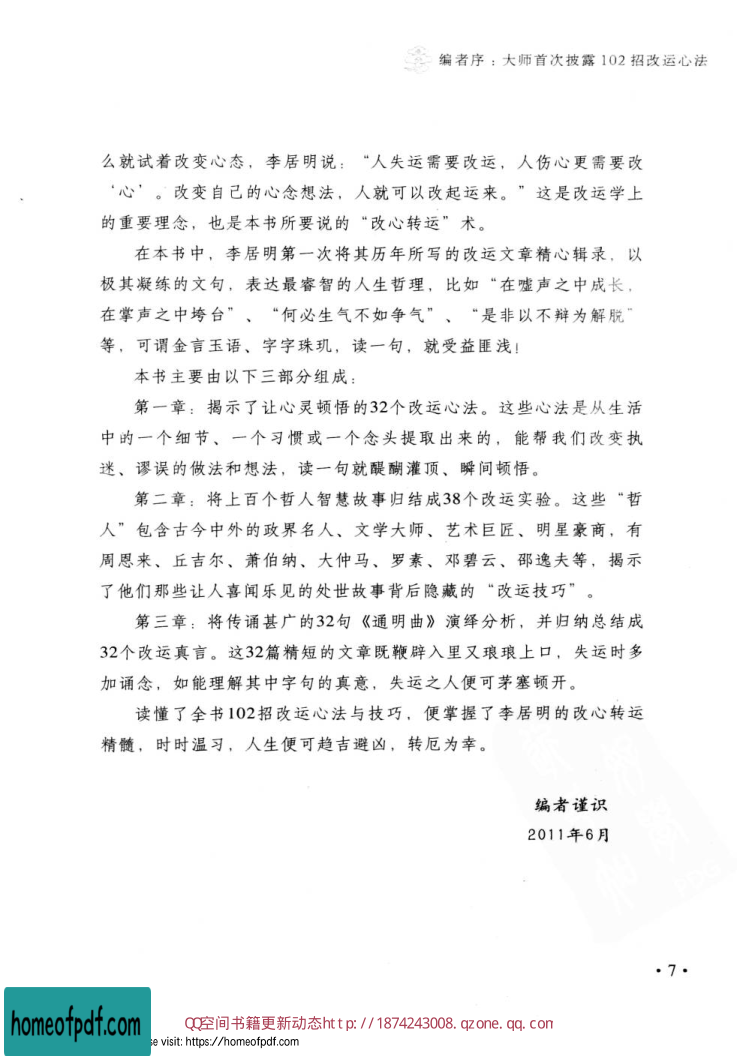 编者序：大师首次披露102招改运心法
么就试着改变心态，李居明说：“人失运需要改运，人伤心更需要改
‘心’。改变自己的心念想法，人就可以改起运来。”这是改运学上
的重要理念，也是本书所要说的“改心转运”术。
在本书中，李居明第一次将其历年所写的改运文章精心辑录，以
极其凝练的文句，表达最睿智的人生哲理，比如“在嘘声之中成长，
在掌声之中垮台”、“何必生气不如争气”、“是非以不辩为解脱”
等，可谓金言玉语、字字珠玑，读一句，就受益匪浅！
本书主要由以下三部分组成：
第一章：揭示了让心灵顿悟的32个改运心法。这些心法是从生活
中的一个细节、一个习惯或一个念头提取出来的，能帮我们改变执
迷、谬误的做法和想法，读一句就醍醐灌顶、瞬间顿悟。
第二章：将上百个哲人智慧故事归结成38个改运实验。这些“哲
人”包含古今中外的政界名人、文学大师、艺术巨匠、明星豪商，有
周恩来、丘吉尔、萧伯纳、大仲马、罗素、邓碧云、邵逸夫等，揭示
了他们那些让人喜闻乐见的处世故事背后隐藏的“改运技巧”。
第三章：将传诵甚广的32句《通明曲》演绎分析，并归纳总结成
32个改运真言。这32篇精短的文章既鞭辟入里又琅琅上口，失运时多
加诵念，如能理解其中字句的真意，失运之人便可茅塞顿开。
读懂了全书102招改运心法与技巧，便掌握了李居明的改心转运
精髓，时时温习，人生便可趋吉避凶，转厄为幸。
编者谨识
2011年6月
·7·
homeofpdf.com
QQ空间书籍更新动态http://1874243008.qzone.qq.com
se visit: https://homeofpdf.com